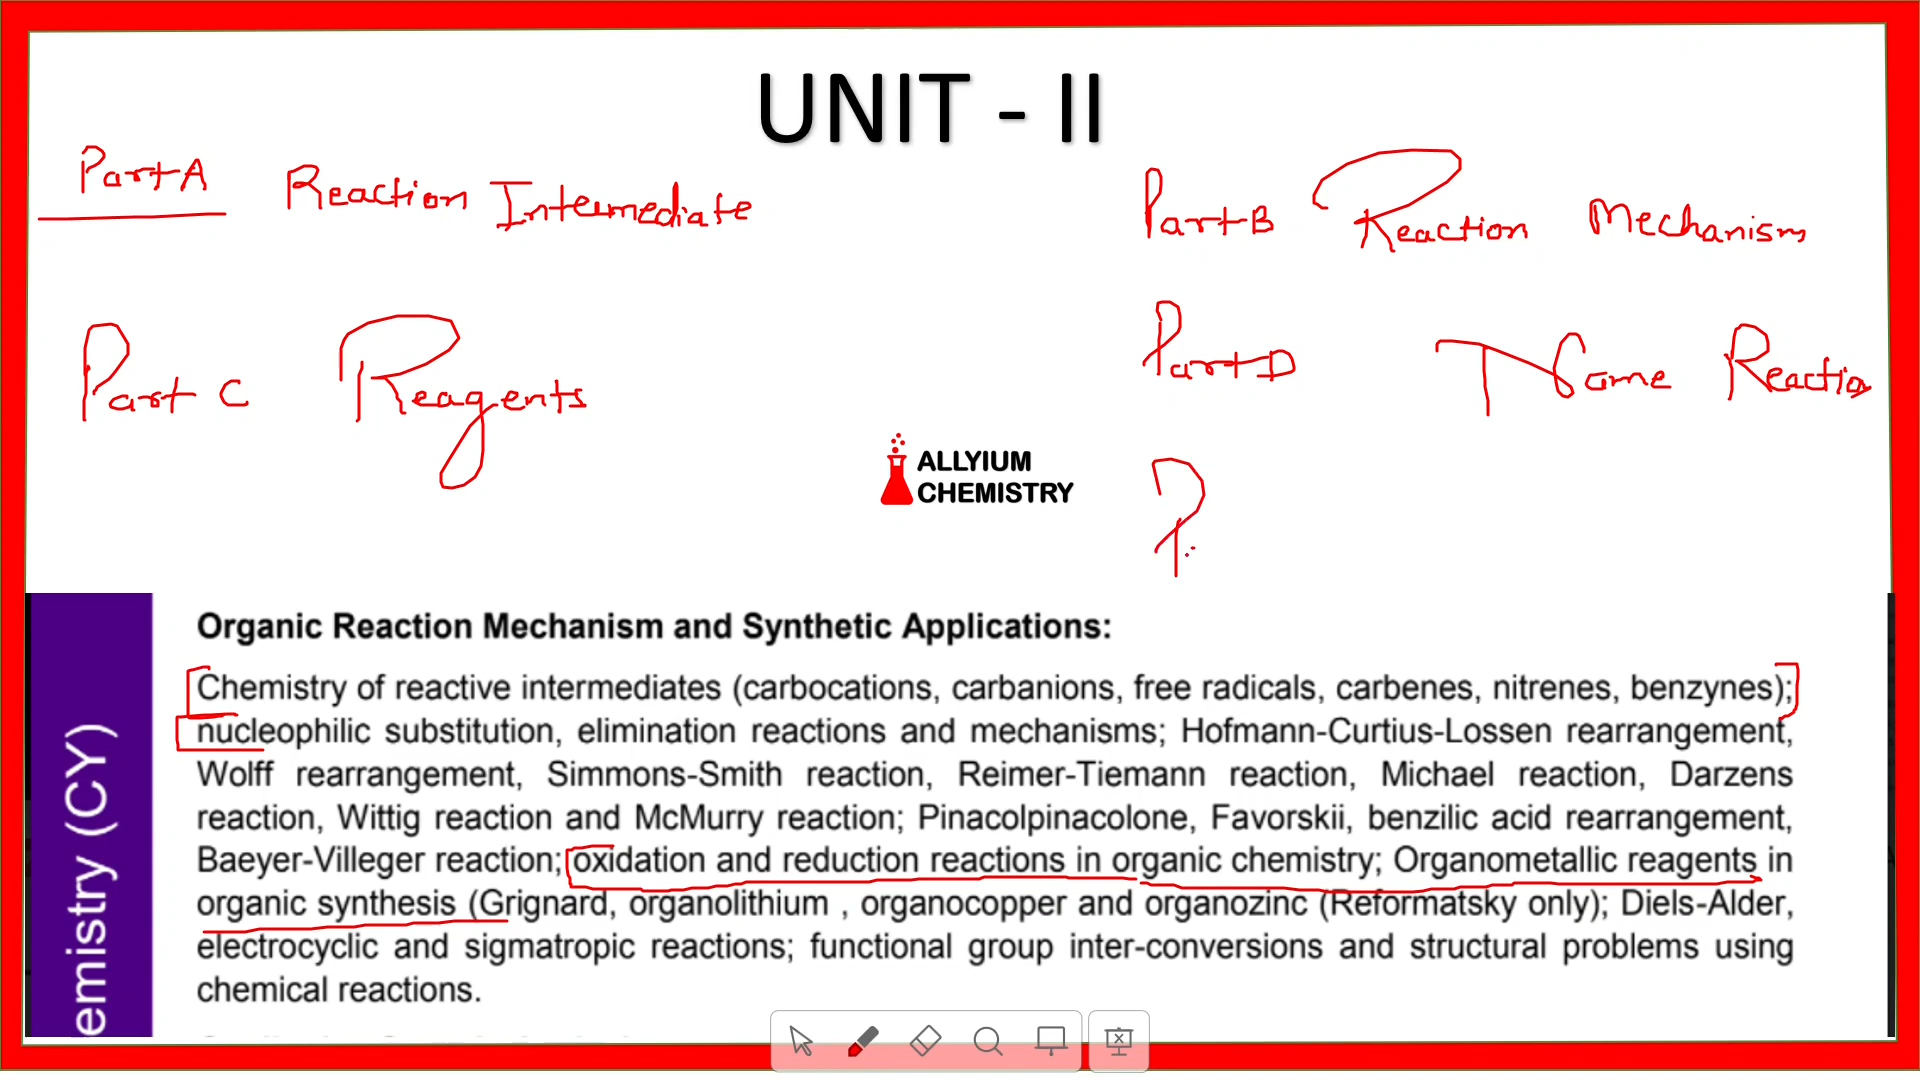 UNIT - II
Part A Reaction Intermediate
Part B Reaction Mechanism
Part C Reagents
Part D Name Reaction
ALLYIUM
CHEMISTRY
P
emistry (CY)
Organic Reaction Mechanism and Synthetic Applications:
Chemistry of reactive intermediates (carbocations, carbanions, free radicals, carbenes, nitrenes, benzynes);
nucleophilic substitution, elimination reactions and mechanisms; Hofmann-Curtius-Lossen rearrangement,
Wolff rearrangement, Simmons-Smith reaction, Reimer-Tiemann reaction, Michael reaction, Darzens
reaction, Wittig reaction and McMurry reaction; Pinacolpinacolone, Favorskii, benzilic acid rearrangement,
Baeyer-Villeger reaction; oxidation and reduction reactions in organic chemistry; Organometallic reagents in
organic synthesis (Grignard, organolithium , organocopper and organozinc (Reformatsky only); Diels-Alder,
electrocyclic and sigmatropic reactions; functional group inter-conversions and structural problems using
chemical reactions.